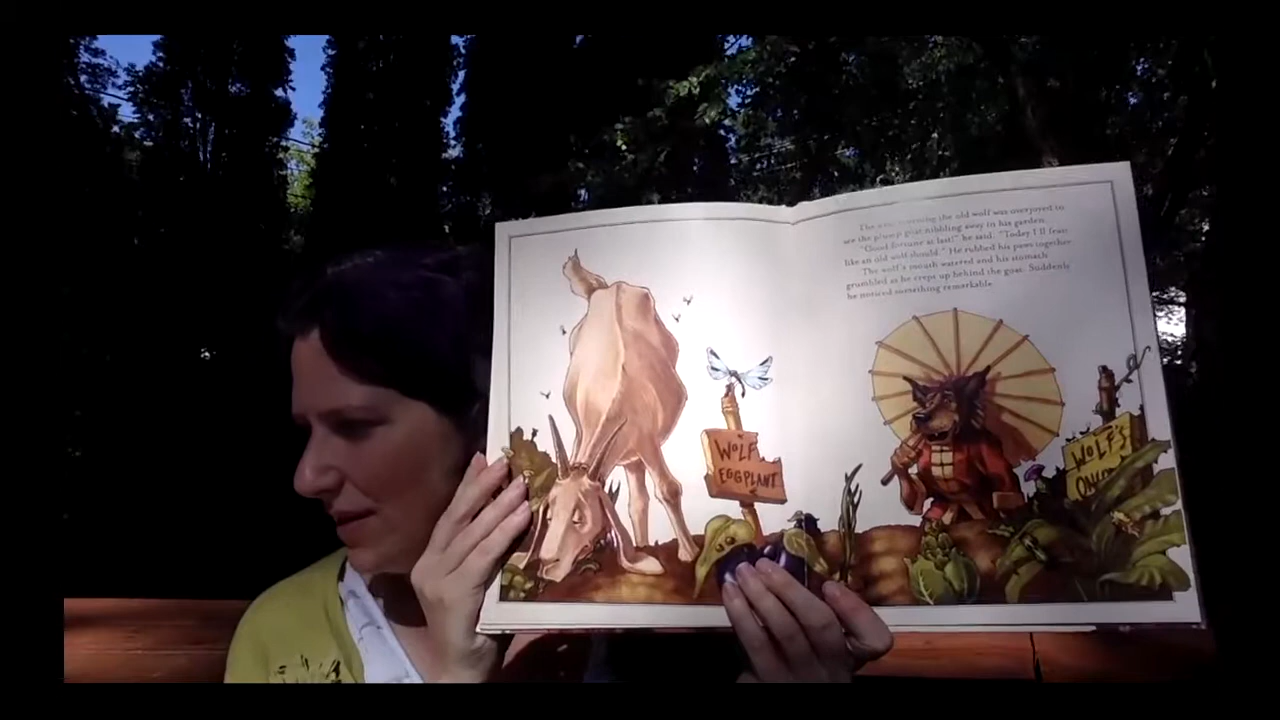 The next morning the old wolf was overjoyed to
see the plump goat nibbling away in his garden.
"Good fortune at last!" he said. "Today I'll feast
like an old wolf should." He rubbed his paws together
The wolf's mouth watered and his stomach
grumbled as he crept up behind the goat. Suddenly
he noticed something remarkable.
WOLF
EGGPLANT
WOLF'S